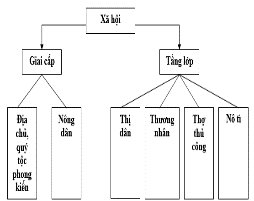 Xã hội
Giai cấp
Tầng lớp
Địa
chủ,
quý
tộc
phong
kiến
Nông
dân
Thị
dân
Thương
nhân
Thợ
thủ
công
Nô tì